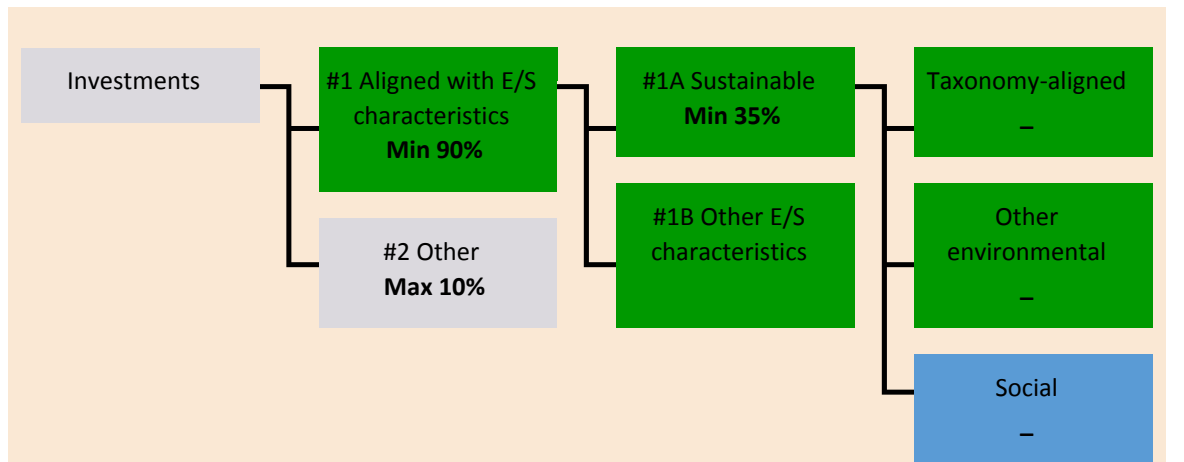 Investments
#1 Aligned with E/S
characteristics
Min 90%
#2 Other
Max 10%
#1A Sustainable
Min 35%
#1B Other E/S
characteristics
Taxonomy-aligned
–
Other
environmental
–
Social
–